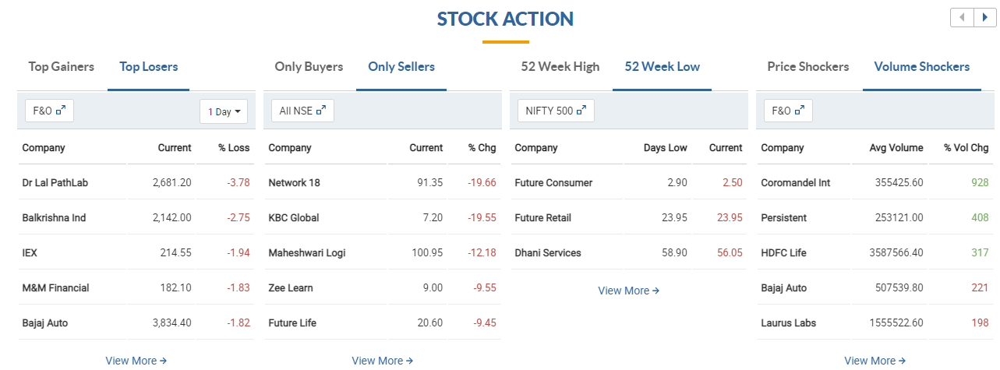 STOCK ACTION
Top Gainers Top Losers Only Buyers Only Sellers 52 Week High 52 Week Low Price Shockers Volume Shockers
F&O 1 Day All NSE NIFTY 500 F&O
Company Current % Loss Company Current % Chg Company Days Low Current Company Avg Volume % Vol Chg
Dr Lal PathLab 2,681.20 -3.78 Network 18 91.35 -19.66 Future Consumer 2.90 2.50 Coromandel Int 355425.60 928
Balkrishna Ind 2,142.00 -2.75 KBC Global 7.20 -19.55 Future Retail 23.95 23.95 Persistent 253121.00 408
IEX 214.55 -1.94 Maheshwari Logi 100.95 -12.18 Dhani Services 58.90 56.05 HDFC Life 3587566.40 317
M&M Financial 182.10 -1.83 Zee Learn 9.00 -9.55 View More → Bajaj Auto 507539.80 221
Bajaj Auto 3,834.40 -1.82 Future Life 20.60 -9.45 Laurus Labs 1555522.60 198
View More → View More → View More →